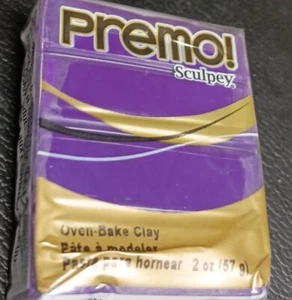 Premo!
Sculpey
Oven-Bake Clay
Pâte à modeler
Pasta para hornear 2 oz (57 g)